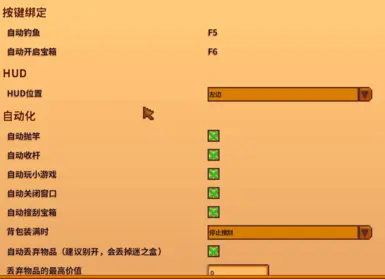 按键绑定
自动钓鱼 F5
自动开启宝箱 F6
HUD
HUD位置 左边
自动化
自动抛竿
自动收杆
自动玩小游戏
自动关闭窗口
自动搜刮宝箱
背包装满时 停止预制
自动丢弃物品（建议别开，会丢掉迷之盒）
丢弃物品的最高价值 0